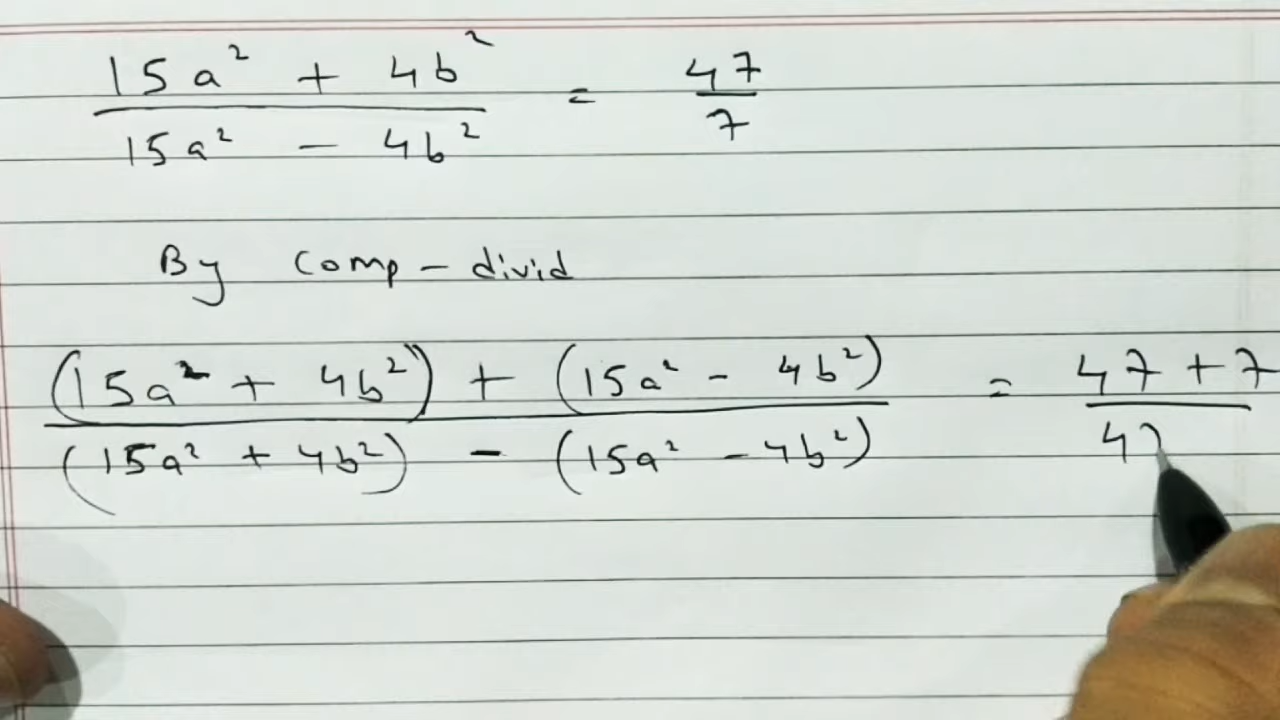 15a² + 4b² = 47
15a² - 4b² 7
By comp - divid
(15a² + 4b²) + (15a² - 4b²) = 47 + 7
(15a² + 4b²) - (15a² - 4b²) 47